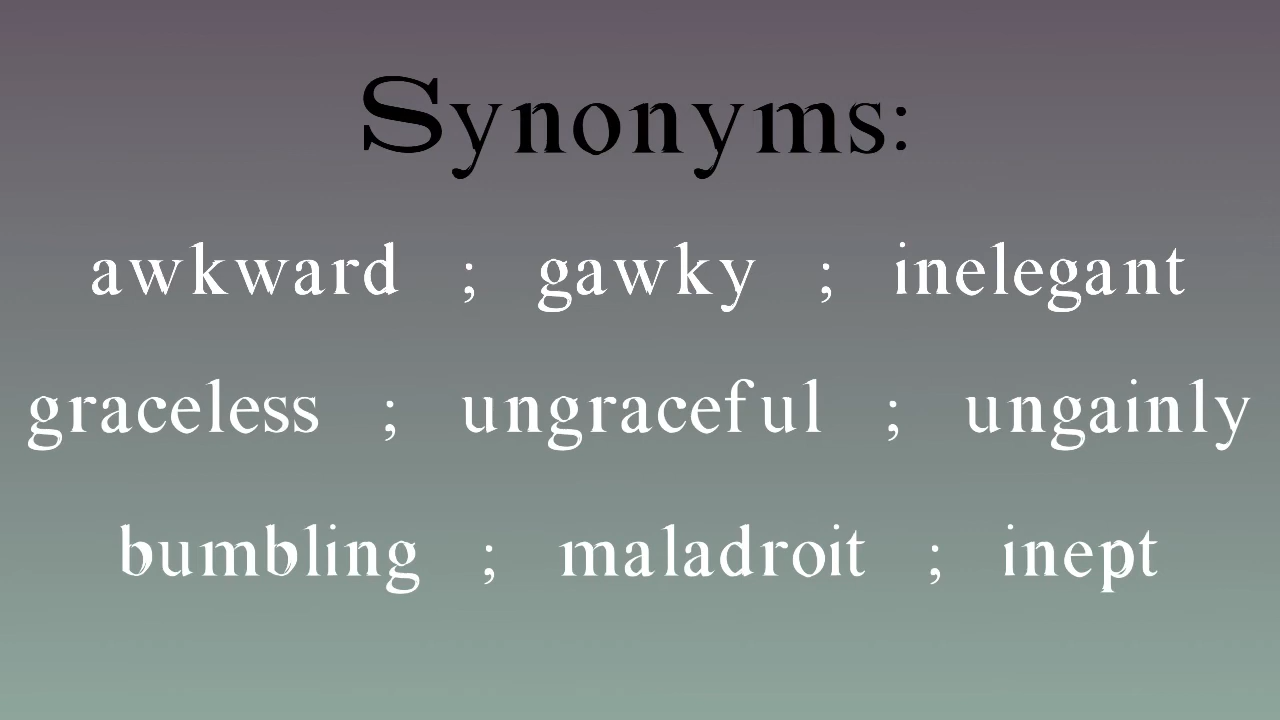 Synonyms:
awkward ; gawky ; inelegant
graceless ; ungraceful ; ungainly
bumbling ; maladroit ; inept